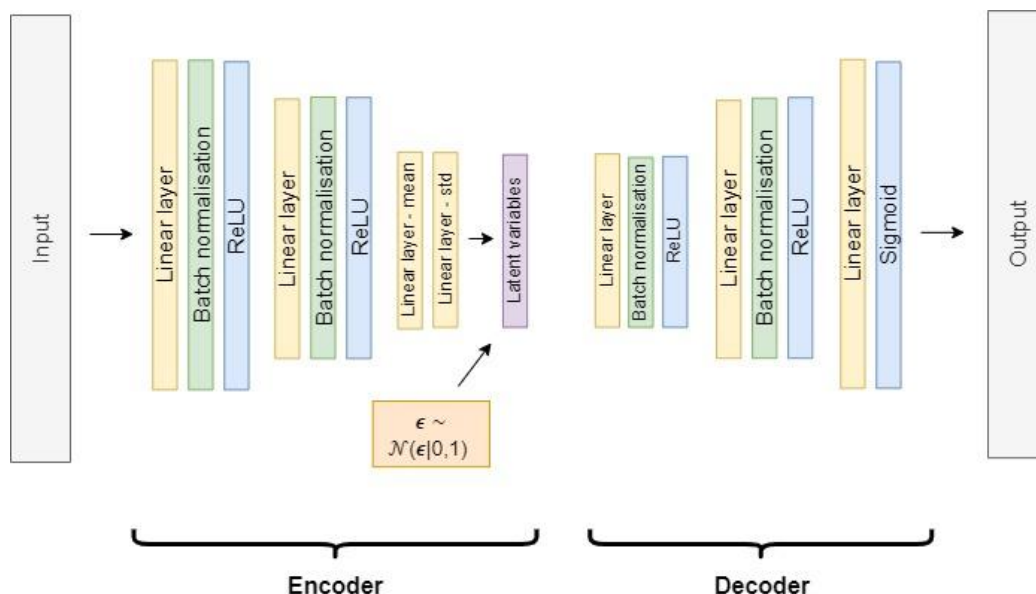 Input
Linear layer
Batch normalisation
ReLU
Linear layer
Batch normalisation
ReLU
Linear layer - mean
Linear layer - std
Latent variables
ϵ ~
𝒩(ϵ|0,1)
Linear layer
Batch normalisation
ReLU
Linear layer
Batch normalisation
ReLU
Linear layer
Sigmoid
Output
Encoder
Decoder